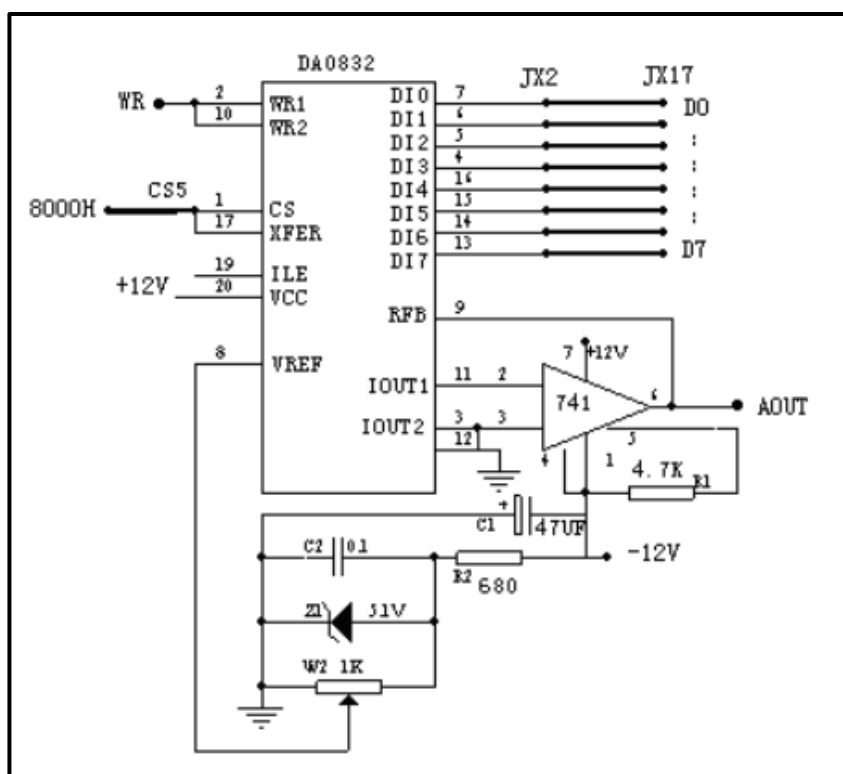 DA0832
JX2 JX17
WR 2 WR1 DI0 7 D0
10 WR2 DI1 6
DI2 5 :
DI3 4 :
8000H CS5 1 CS DI4 16 :
17 XFER DI5 15 :
DI6 14
19 ILE DI7 13 D7
+12V 20 VCC
RFB 9
8 VREF 7 +12V
IOUT1 11 2 741 6 AOUT
IOUT2 3 3 5
12 4 1 4.7K R1
+ C1 47UF
C2 0.1 R2 680 -12V
Z1 51V
W2 1K